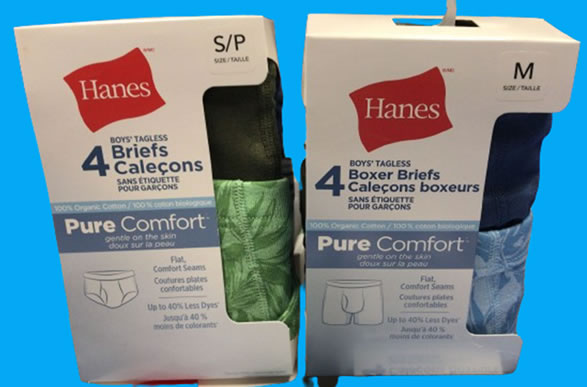 S/P
SIZE/TAILLE
Hanes
BOYS' TAGLESS
4 Briefs
Caleçons
SANS ÉTIQUETTE
POUR GARÇONS
100% Organic Cotton / 100 % coton biologique
Pure Comfort
gentle on the skin
doux sur la peau
Flat,
Comfort Seams
Coutures plates
confortables
Up to 40% Less Dyes*
Jusqu'à 40 %
moins de colorants*
M
SIZE/TAILLE
Hanes
BOYS' TAGLESS
4 Boxer Briefs
Caleçons boxeurs
SANS ÉTIQUETTE
POUR GARÇONS
100% Organic Cotton / 100 % coton biologique
Pure Comfort
gentle on the skin
doux sur la peau
Flat,
Comfort Seams
Coutures plates
confortables
Up to 40% Less Dyes*
Jusqu'à 40 %
moins de colorants*